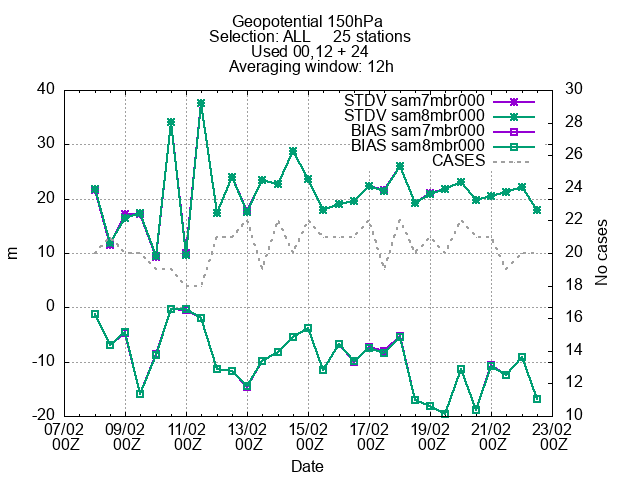 Geopotential 150hPa
Selection: ALL 25 stations
Used 00,12 + 24
Averaging window: 12h
STDV sam7mbr000
STDV sam8mbr000
BIAS sam7mbr000
BIAS sam8mbr000
CASES
40
30
20
10
0
-10
-20
m
30
28
26
24
22
20
18
16
14
12
10
No cases
07/02 09/02 11/02 13/02 15/02 17/02 19/02 21/02 23/02
00Z 00Z 00Z 00Z 00Z 00Z 00Z 00Z 00Z
Date